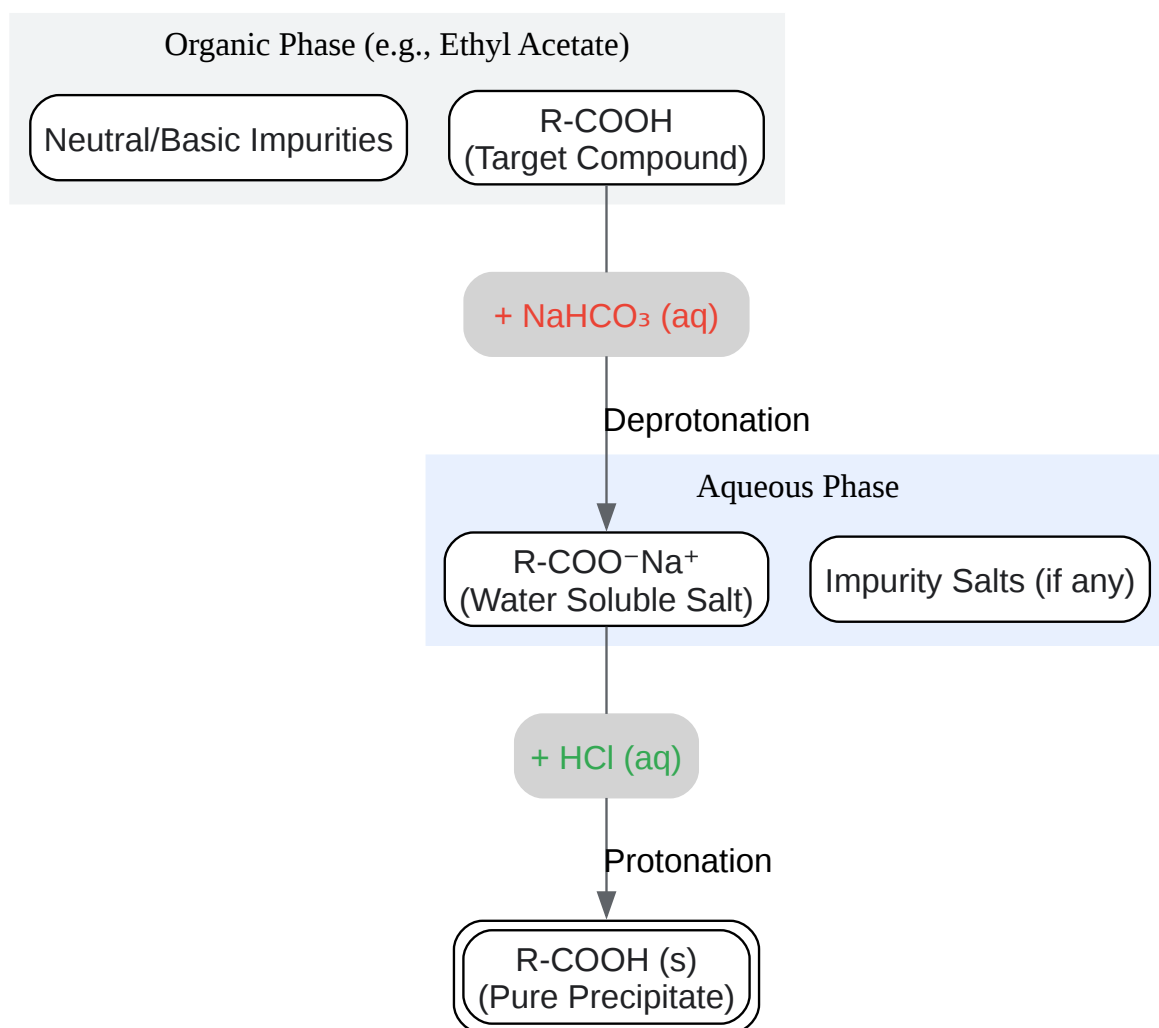 Organic Phase (e.g., Ethyl Acetate)
Neutral/Basic Impurities
R-COOH
(Target Compound)
+ NaHCO₃ (aq)
Deprotonation
Aqueous Phase
R-COO⁻Na⁺
(Water Soluble Salt)
Impurity Salts (if any)
+ HCl (aq)
Protonation
R-COOH (s)
(Pure Precipitate)